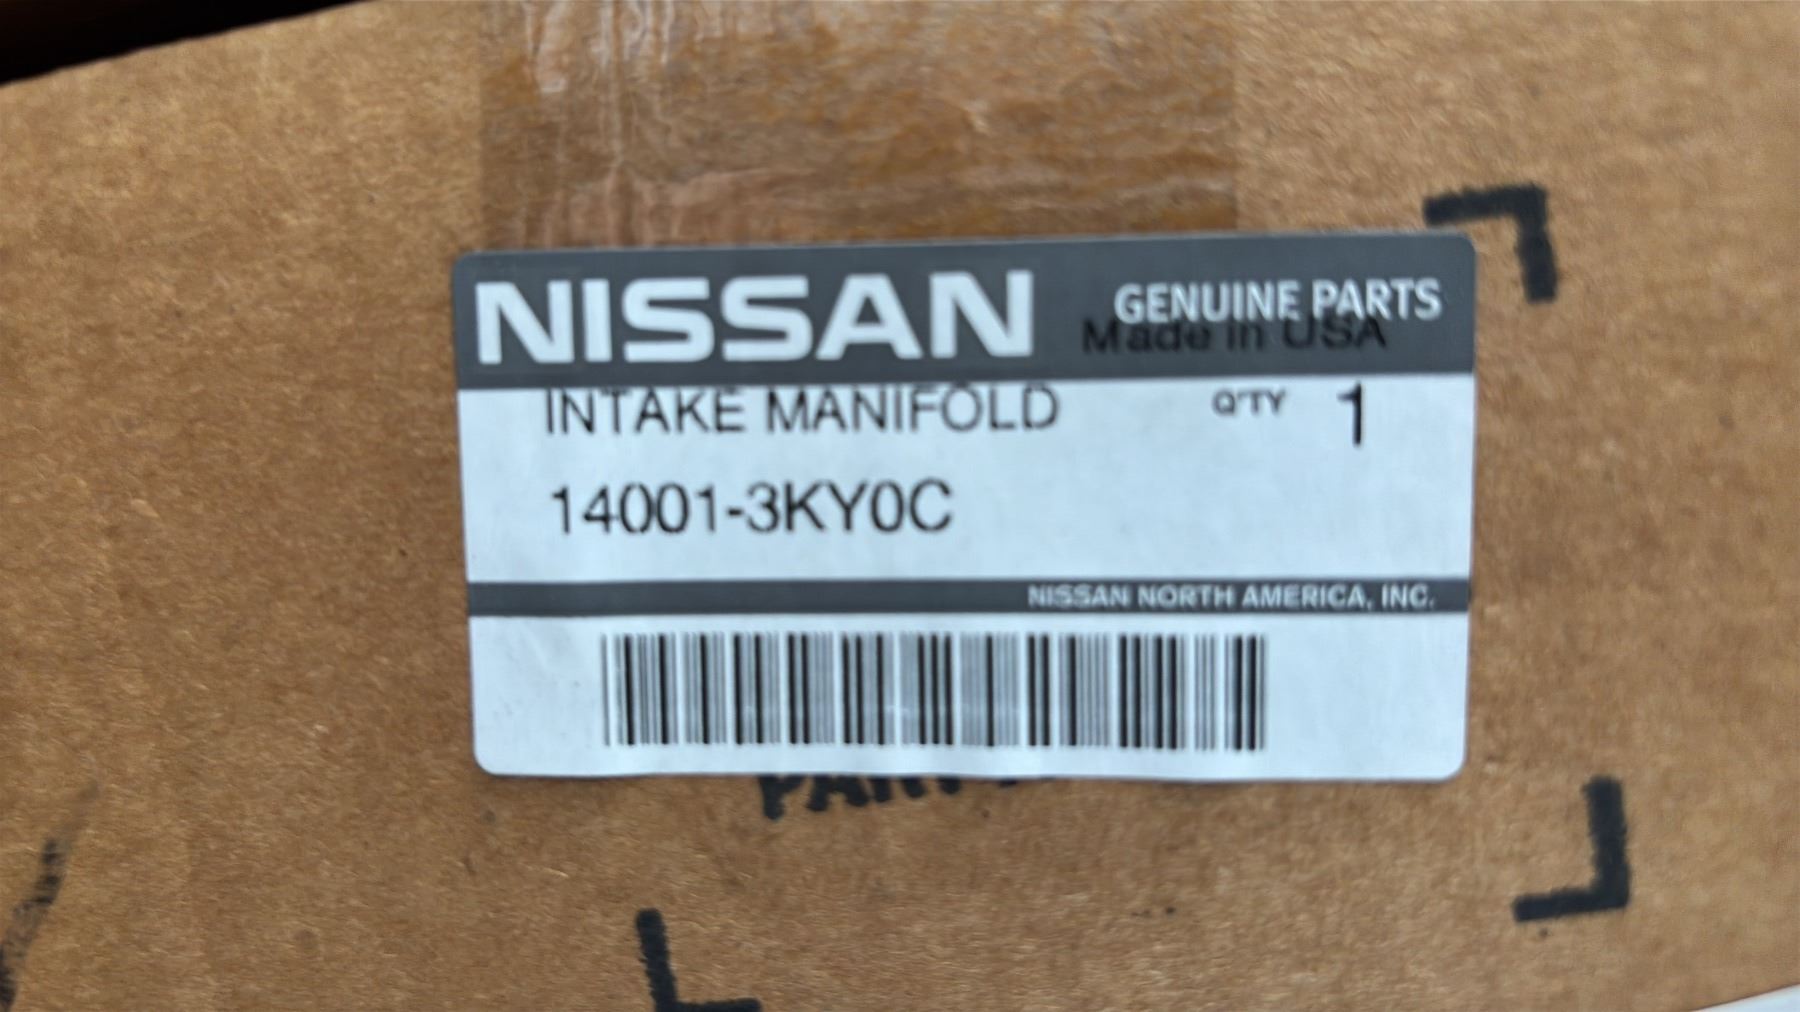 NISSAN GENUINE PARTS
Made in USA
INTAKE MANIFOLD Q'TY 1
14001-3KY0C
NISSAN NORTH AMERICA, INC.